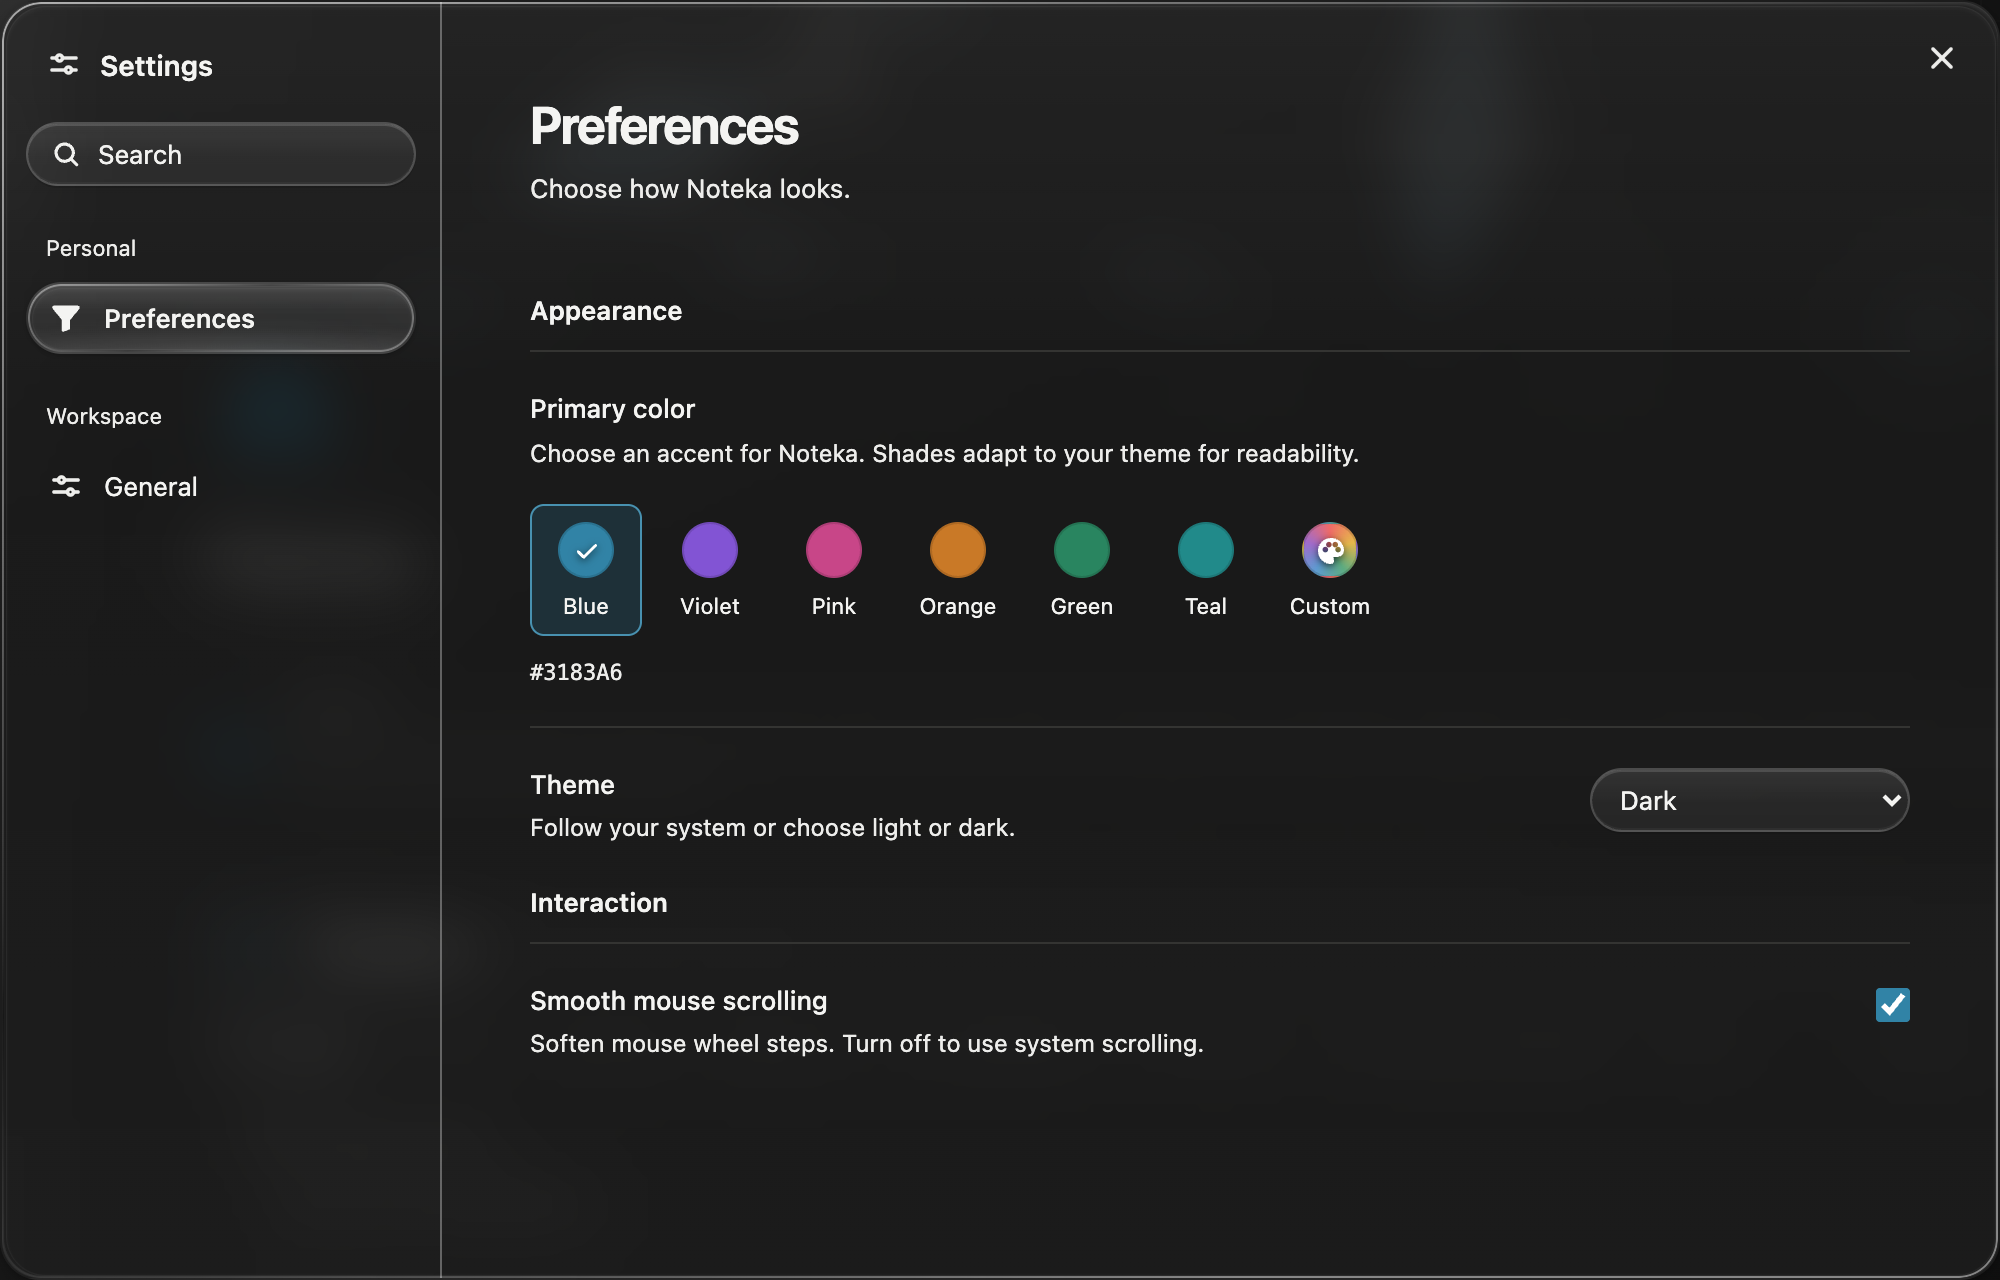 Settings
Search
Personal
Preferences
Workspace
General
Preferences
Choose how Noteka looks.
Appearance
Primary color
Choose an accent for Noteka. Shades adapt to your theme for readability.
Blue
Violet
Pink
Orange
Green
Teal
Custom
#3183A6
Theme
Follow your system or choose light or dark.
Dark
Interaction
Smooth mouse scrolling
Soften mouse wheel steps. Turn off to use system scrolling.